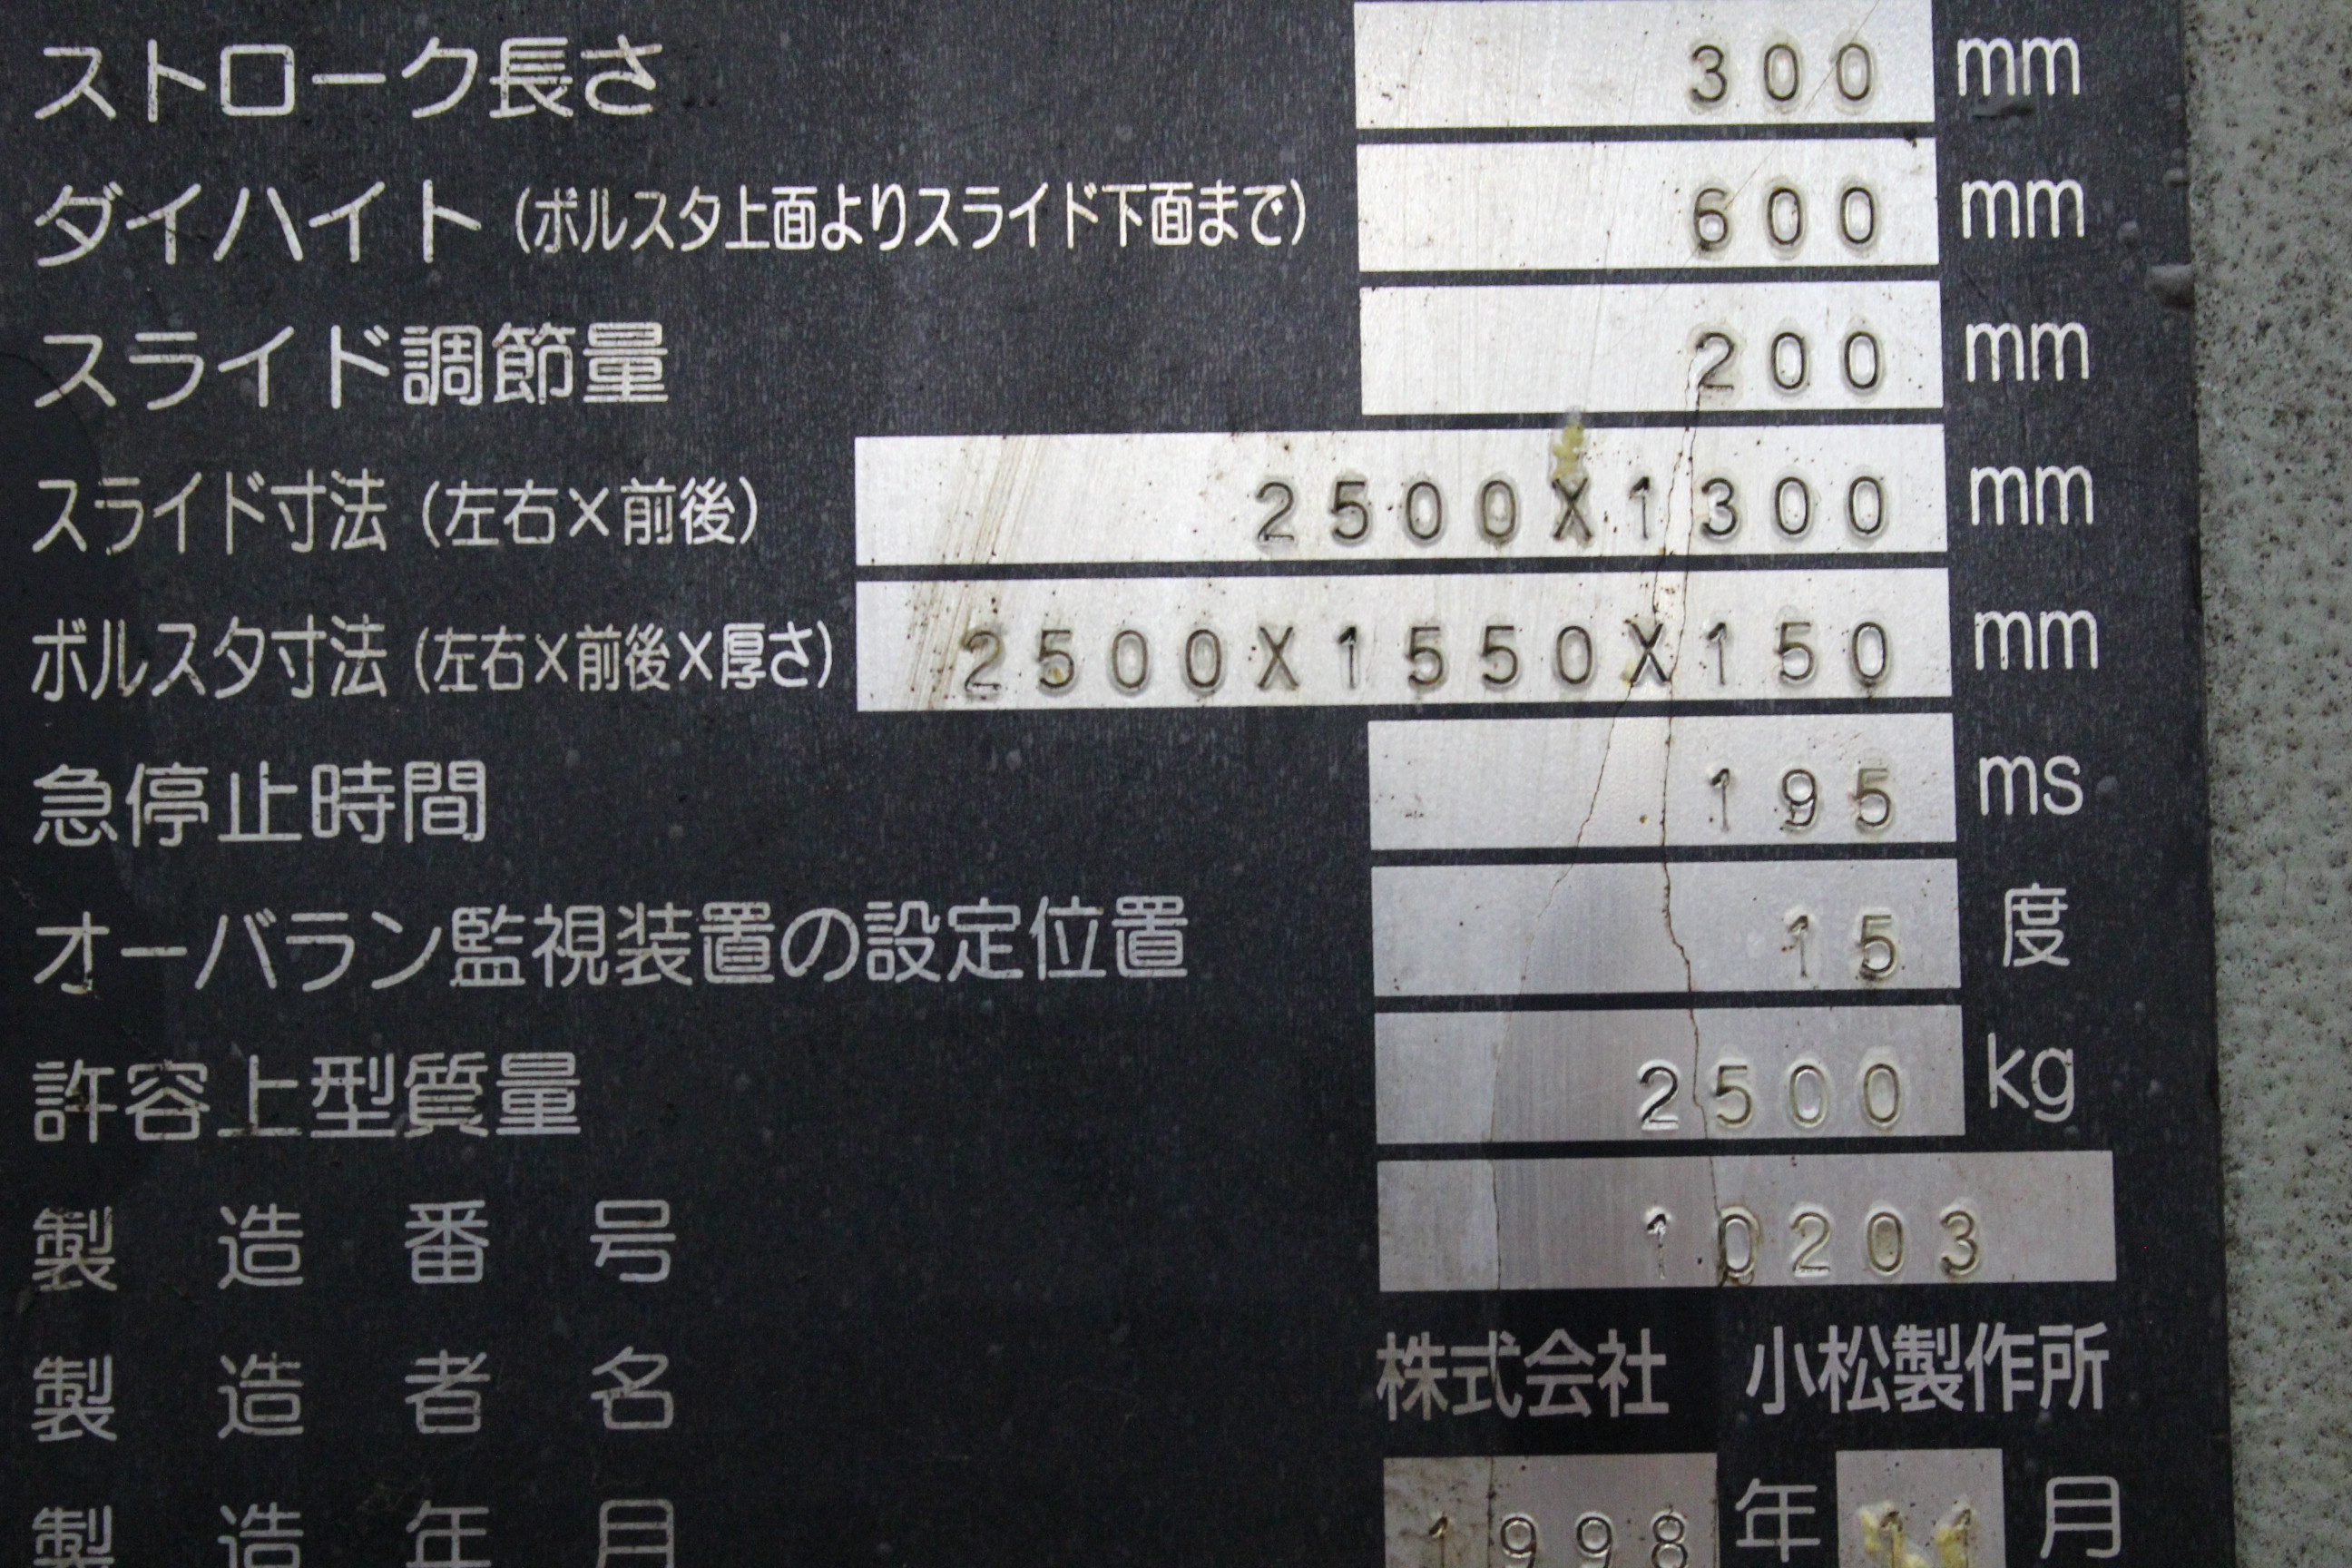 ストローク長さ 300 mm
ダイハイト(ボルスタ上面よりスライド下面まで) 600 mm
スライド調節量 200 mm
スライド寸法(左右×前後) 2500X1300 mm
ボルスタ寸法(左右×前後×厚さ) 2500X1550X150 mm
急停止時間 195 ms
オーバラン監視装置の設定位置 15 度
許容上型質量 2500 kg
製造番号 10203
製造者名 株式会社 小松製作所
製造年月 1998 年 11 月